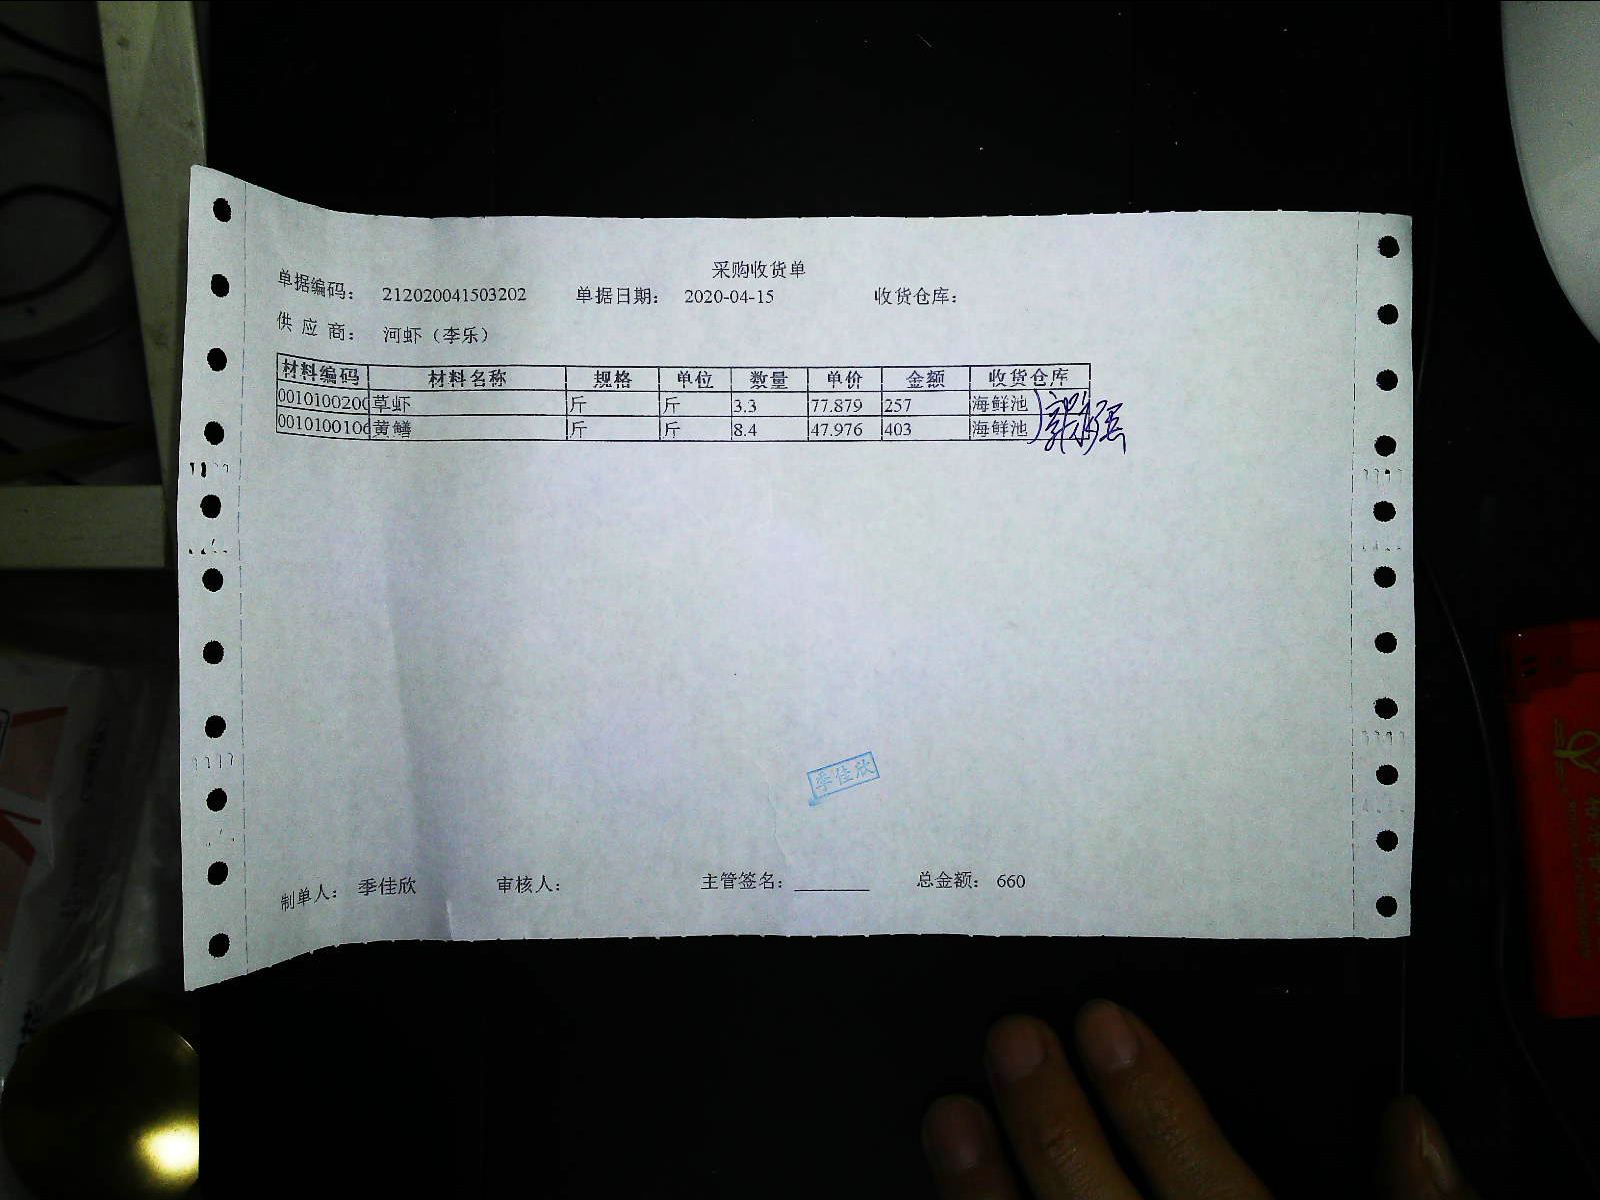 采购收货单
单据编码： 212020041503202 单据日期： 2020-04-15 收货仓库：
供 应 商： 河虾（李乐）
材料编码 材料名称 规格 单位 数量 单价 金额 收货仓库
0010100200 草虾 斤 斤 3.3 77.879 257 海鲜池
0010100106 黄鳝 斤 斤 8.4 47.976 403 海鲜池
季佳欣
制单人： 季佳欣 审核人： 主管签名： ________ 总金额： 660